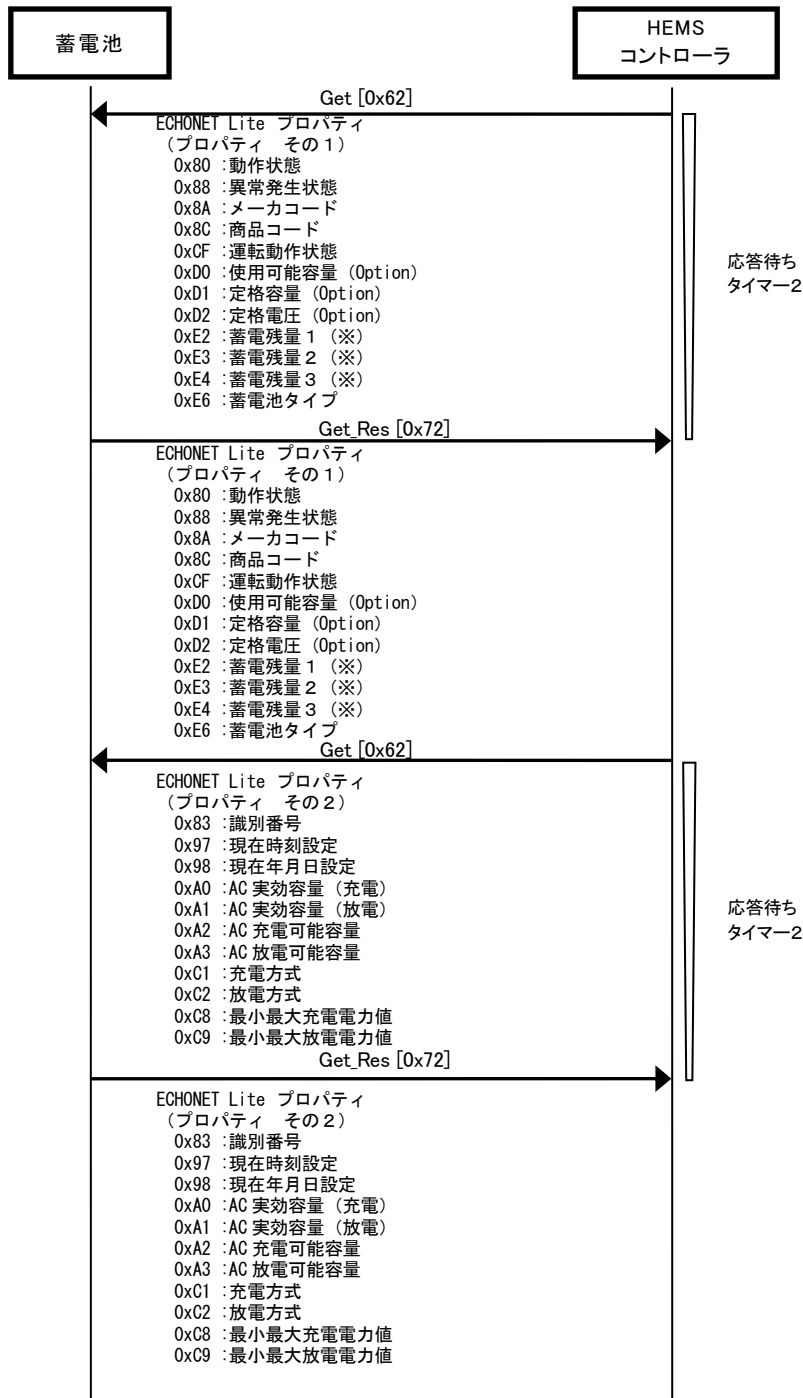 蓄電池
HEMS
コントローラ
Get [0x62]
ECHONET Lite プロパティ
(プロパティ その1)
0x80 :動作状態
0x88 :異常発生状態
0x8A :メーカコード
0x8C :商品コード
0xCF :運転動作状態
0xD0 :使用可能容量 (Option)
0xD1 :定格容量 (Option)
0xD2 :定格電圧 (Option)
0xE2 :蓄電残量1 (※)
0xE3 :蓄電残量2 (※)
0xE4 :蓄電残量3 (※)
0xE6 :蓄電池タイプ
応答待ち
タイマー2
Get_Res [0x72]
ECHONET Lite プロパティ
(プロパティ その1)
0x80 :動作状態
0x88 :異常発生状態
0x8A :メーカコード
0x8C :商品コード
0xCF :運転動作状態
0xD0 :使用可能容量 (Option)
0xD1 :定格容量 (Option)
0xD2 :定格電圧 (Option)
0xE2 :蓄電残量1 (※)
0xE3 :蓄電残量2 (※)
0xE4 :蓄電残量3 (※)
0xE6 :蓄電池タイプ
Get [0x62]
ECHONET Lite プロパティ
(プロパティ その2)
0x83 :識別番号
0x97 :現在時刻設定
0x98 :現在年月日設定
0xA0 :AC 実効容量 (充電)
0xA1 :AC 実効容量 (放電)
0xA2 :AC 充電可能容量
0xA3 :AC 放電可能容量
0xC1 :充電方式
0xC2 :放電方式
0xC8 :最小最大充電電力値
0xC9 :最小最大放電電力値
応答待ち
タイマー2
Get_Res [0x72]
ECHONET Lite プロパティ
(プロパティ その2)
0x83 :識別番号
0x97 :現在時刻設定
0x98 :現在年月日設定
0xA0 :AC 実効容量 (充電)
0xA1 :AC 実効容量 (放電)
0xA2 :AC 充電可能容量
0xA3 :AC 放電可能容量
0xC1 :充電方式
0xC2 :放電方式
0xC8 :最小最大充電電力値
0xC9 :最小最大放電電力値